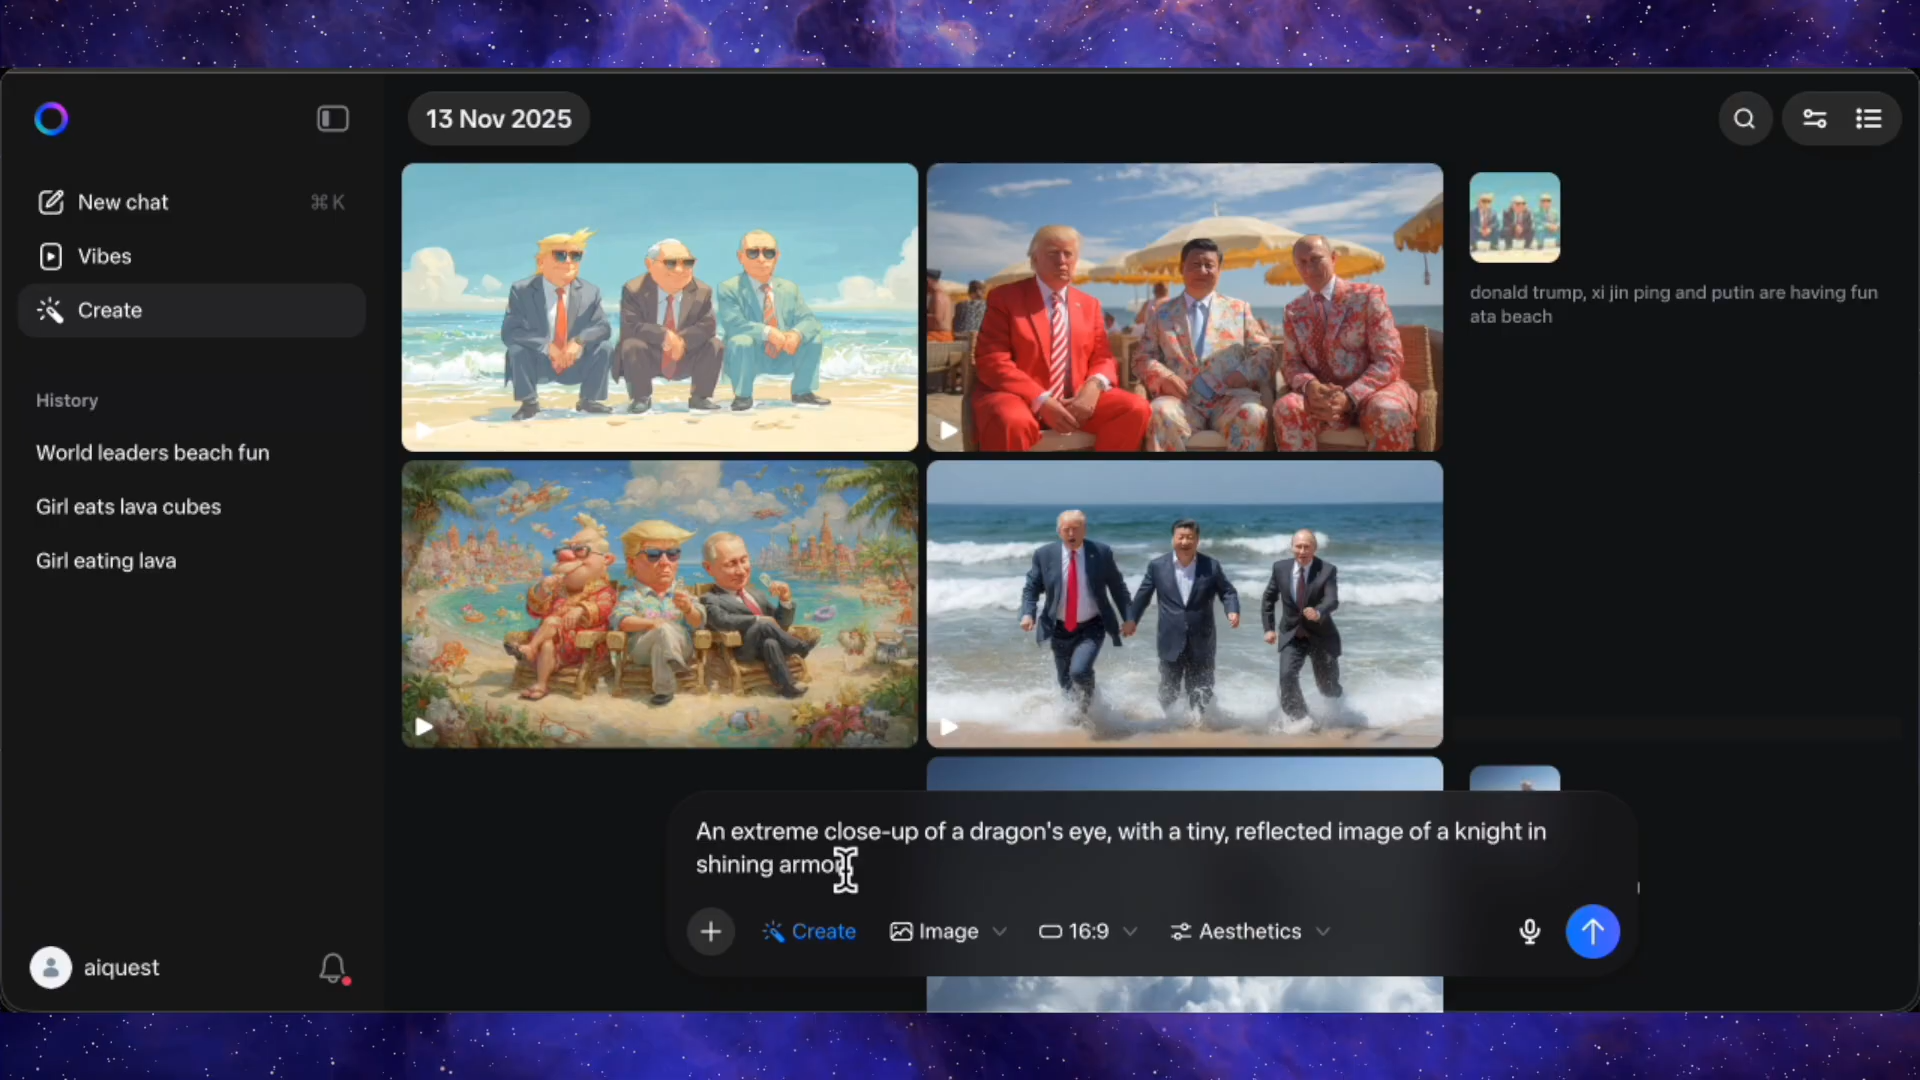 13 Nov 2025
New chat
⌘ K
Vibes
Create
History
World leaders beach fun
Girl eats lava cubes
Girl eating lava
aiquest
donald trump, xi jin ping and putin are having fun
ata beach
An extreme close-up of a dragon's eye, with a tiny, reflected image of a knight in
shining armor
Create
Image
16:9
Aesthetics